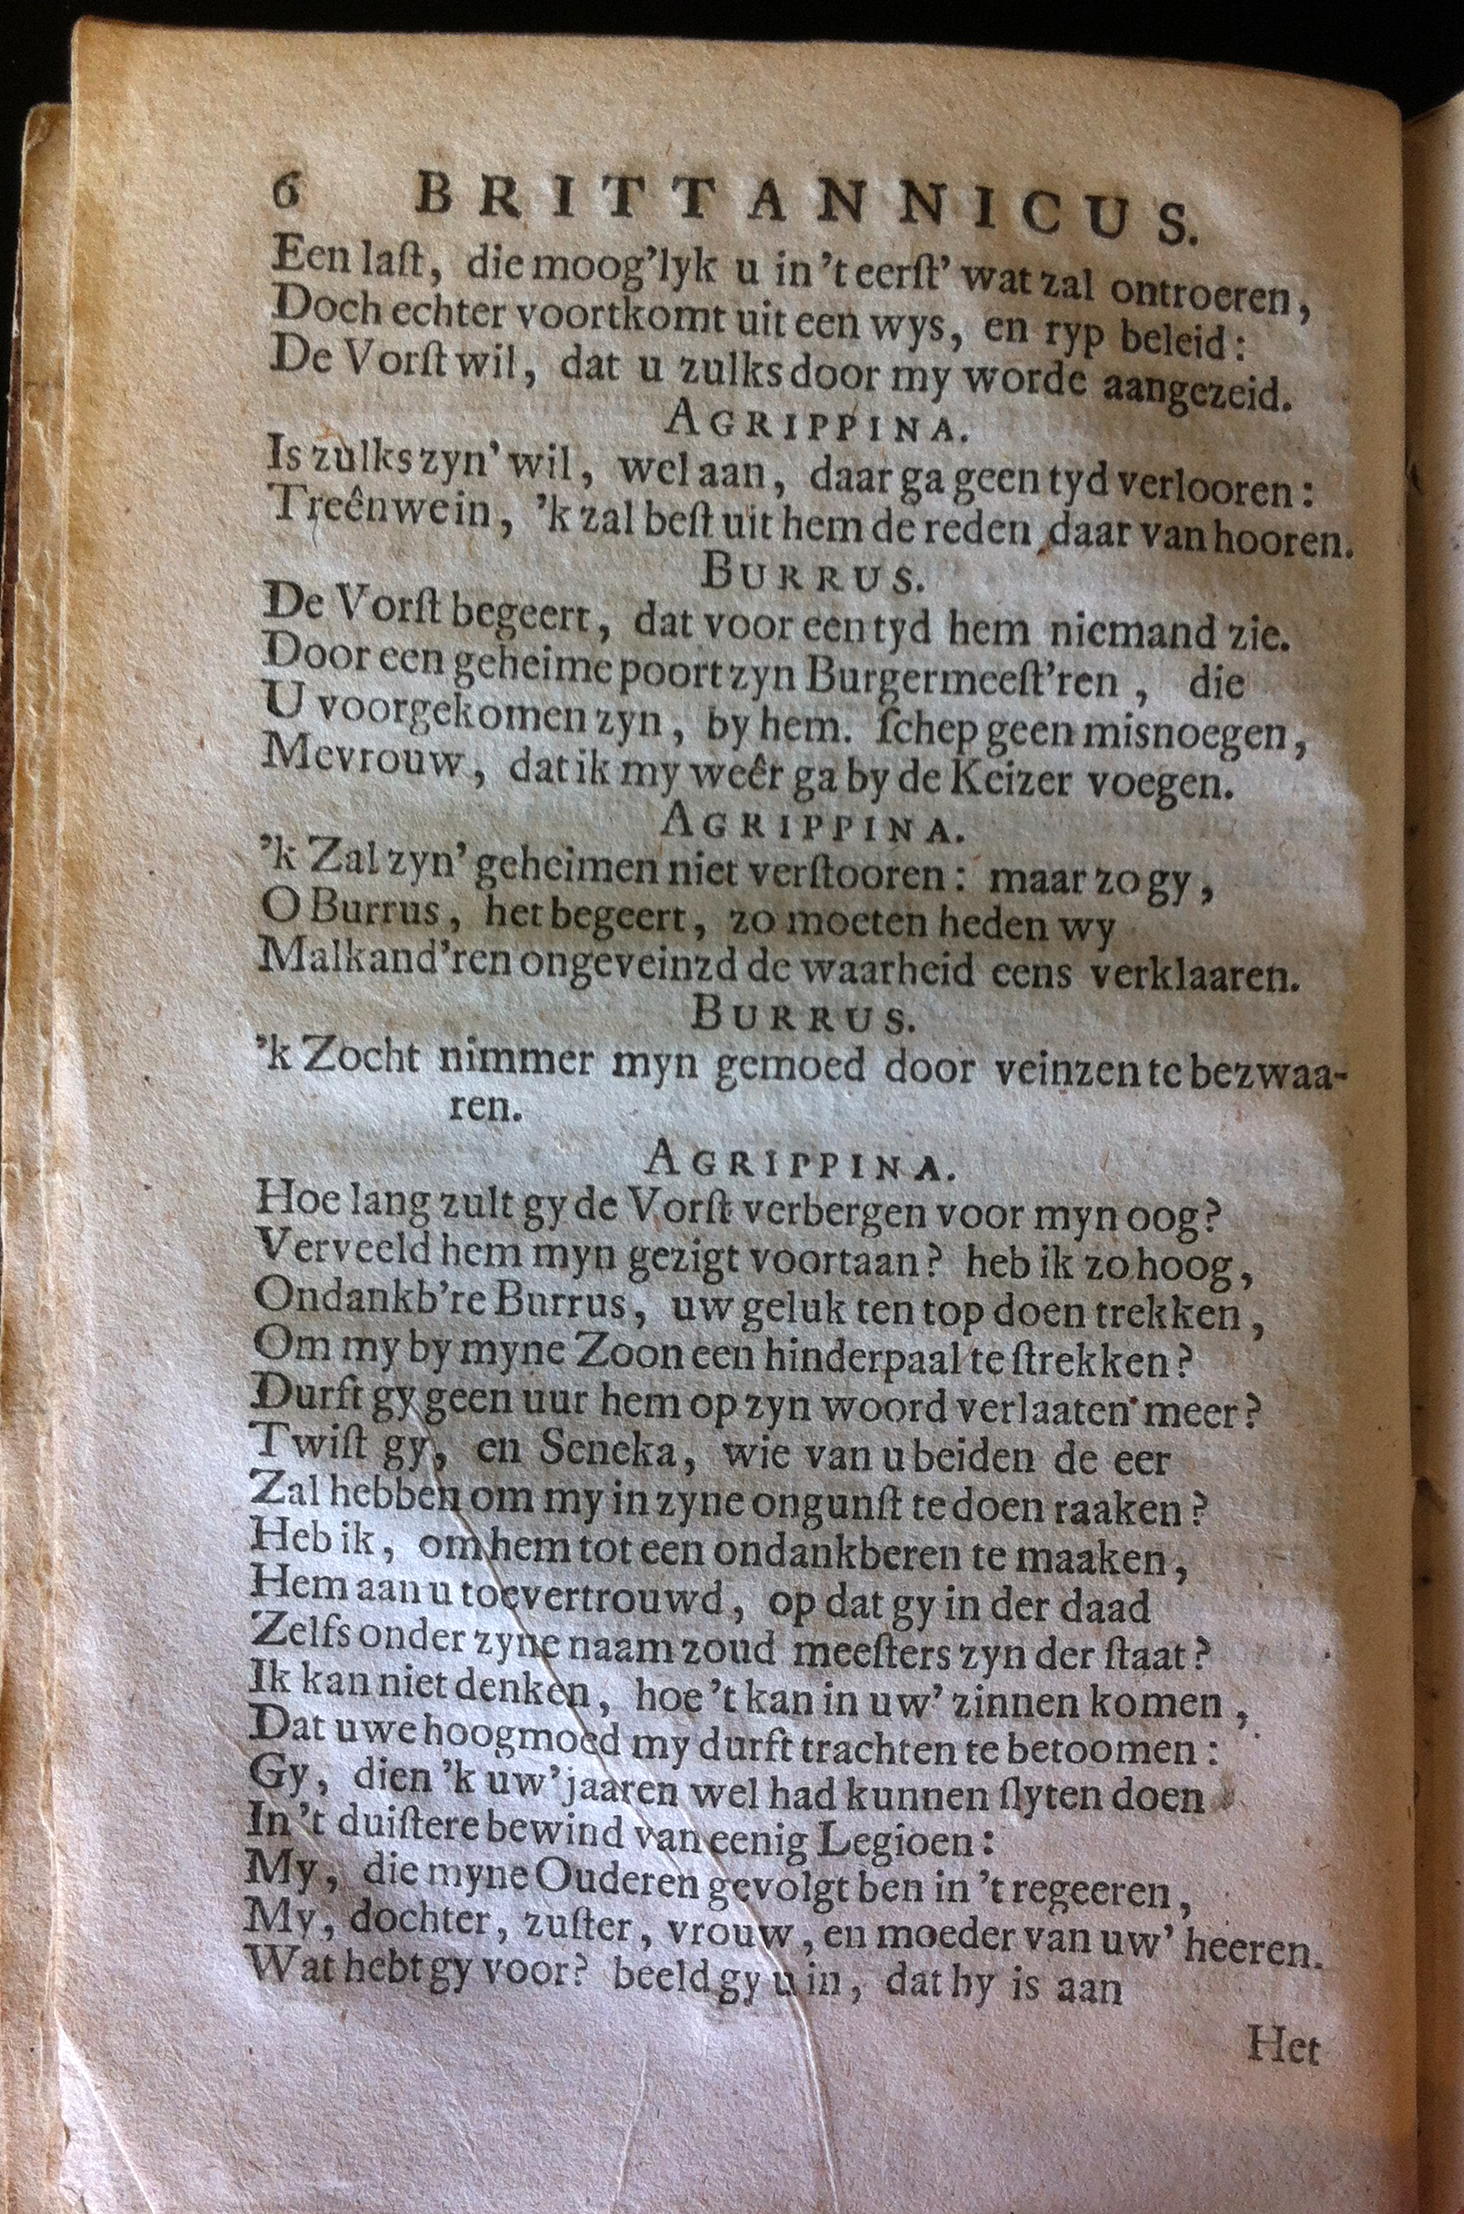 6 BRITTANNICUS.
Een laſt, die moog'lyk u in 't eerſt' wat zal ontroeren,
Doch echter voortkomt uit een wys, en ryp beleid:
De Vorſt wil, dat u zulks door my worde aangezeid.
AGRIPPINA.
Is zulks zyn' wil, wel aan, daar ga geen tyd verlooren:
Treên we in, 'k zal beſt uit hem de reden daar van hooren.
BURRUS.
De Vorſt begeert, dat voor een tyd hem niemand zie.
Door een geheime poort zyn Burgermeeſt'ren, die
U voorgekomen zyn, by hem. ſchep geen misnoegen,
Mevrouw, dat ik my weêr ga by de Keizer voegen.
AGRIPPINA.
'k Zal zyn' geheimen niet verſtooren: maar zo gy,
O Burrus, het begeert, zo moeten heden wy
Malkand'ren ongeveinzd de waarheid eens verklaaren.
BURRUS.
'k Zocht nimmer myn gemoed door veinzen te bezwaa-
ren.
AGRIPPINA.
Hoe lang zult gy de Vorſt verbergen voor myn oog?
Verveeld hem myn gezigt voortaan? heb ik zo hoog,
Ondankb're Burrus, uw geluk ten top doen trekken,
Om my by myne Zoon een hinderpaal te ſtrekken?
Durft gy geen uur hem op zyn woord verlaaten meer?
Twiſt gy, en Seneka, wie van u beiden de eer
Zal hebben om my in zyne ongunſt te doen raaken?
Heb ik, om hem tot een ondankberen te maaken,
Hem aan u toevertrouwd, op dat gy in der daad
Zelfs onder zyne naam zoud meeſters zyn der ſtaat?
Ik kan niet denken, hoe 't kan in uw' zinnen komen,
Dat uwe hoogmoed my durft trachten te betoomen:
Gy, dien 'k uw' jaaren wel had kunnen ſlyten doen
In 't duiſtere bewind van eenig Legioen:
My, die myne Ouderen gevolgt ben in 't regeeren,
My, dochter, zuſter, vrouw, en moeder van uw' heeren.
Wat hebt gy voor? beeld gy u in, dat hy is aan
Het